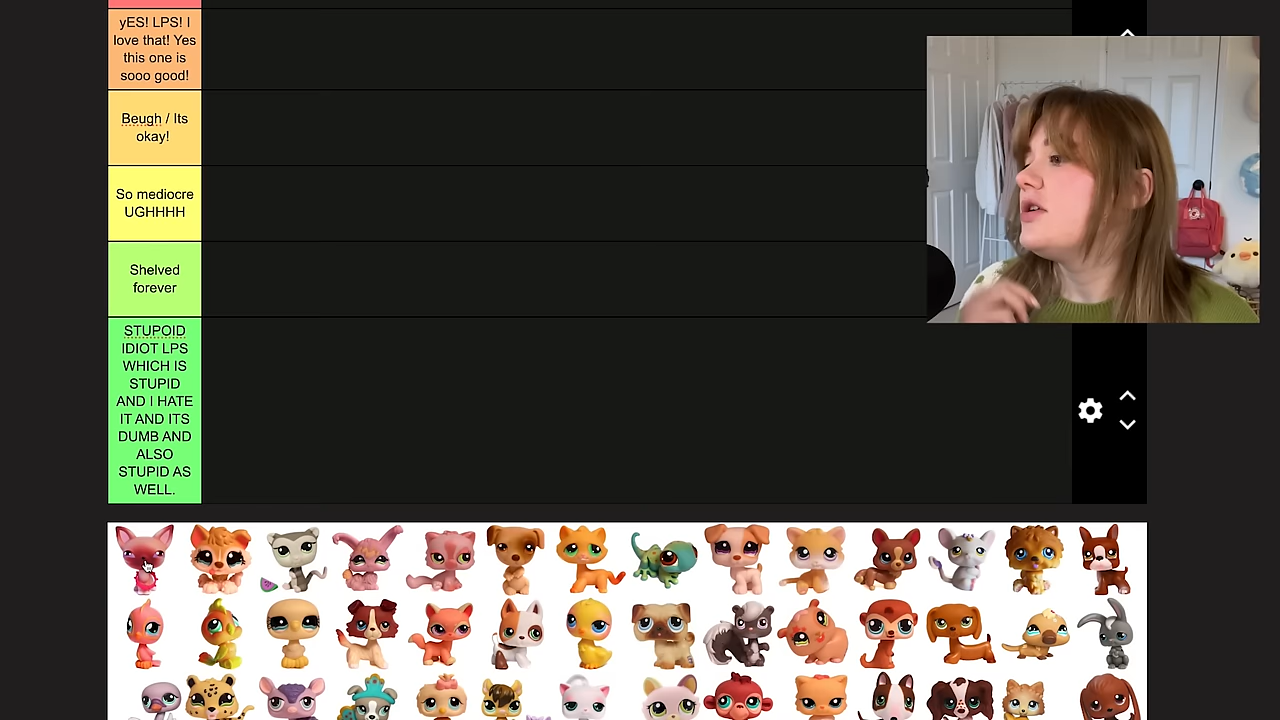 yES! LPS! I
love that! Yes
this one is
sooo good!
Beugh / Its
okay!
So mediocre
UGHHHH
Shelved
forever
STUPOID
IDIOT LPS
WHICH IS
STUPID
AND I HATE
IT AND ITS
DUMB AND
ALSO
STUPID AS
WELL.